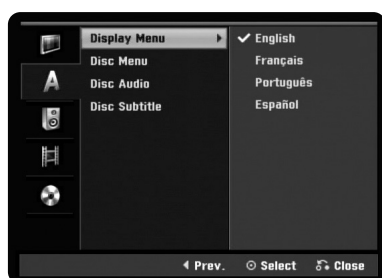 Display Menu
Disc Menu
Disc Audio
Disc Subtitle
English
Français
Português
Español
A
Prev.
Select
Close